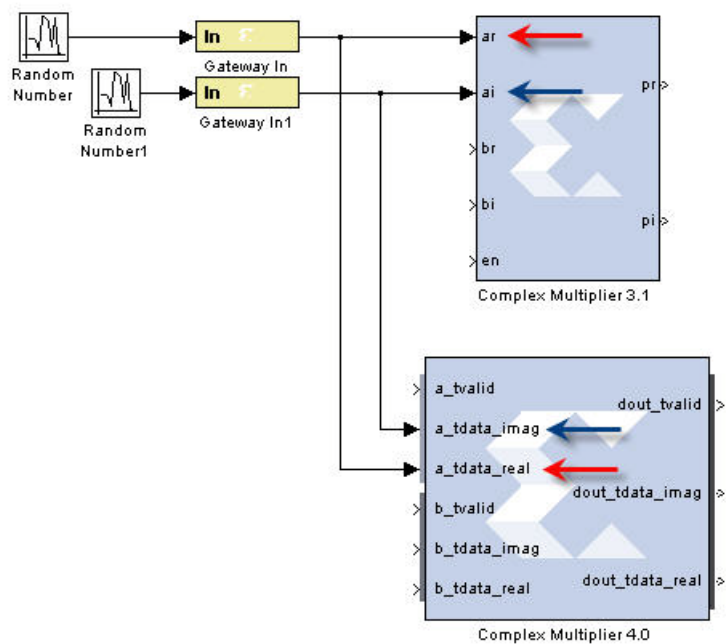 In
Gateway In
Random
Number
In
Gateway In1
Random
Number1
ar
ai
br
bi
en
pr
pi
Complex Multiplier 3.1
a_tvalid
a_tdata_imag
a_tdata_real
b_tvalid
b_tdata_imag
b_tdata_real
dout_tvalid
dout_tdata_imag
dout_tdata_real
Complex Multiplier 4.0